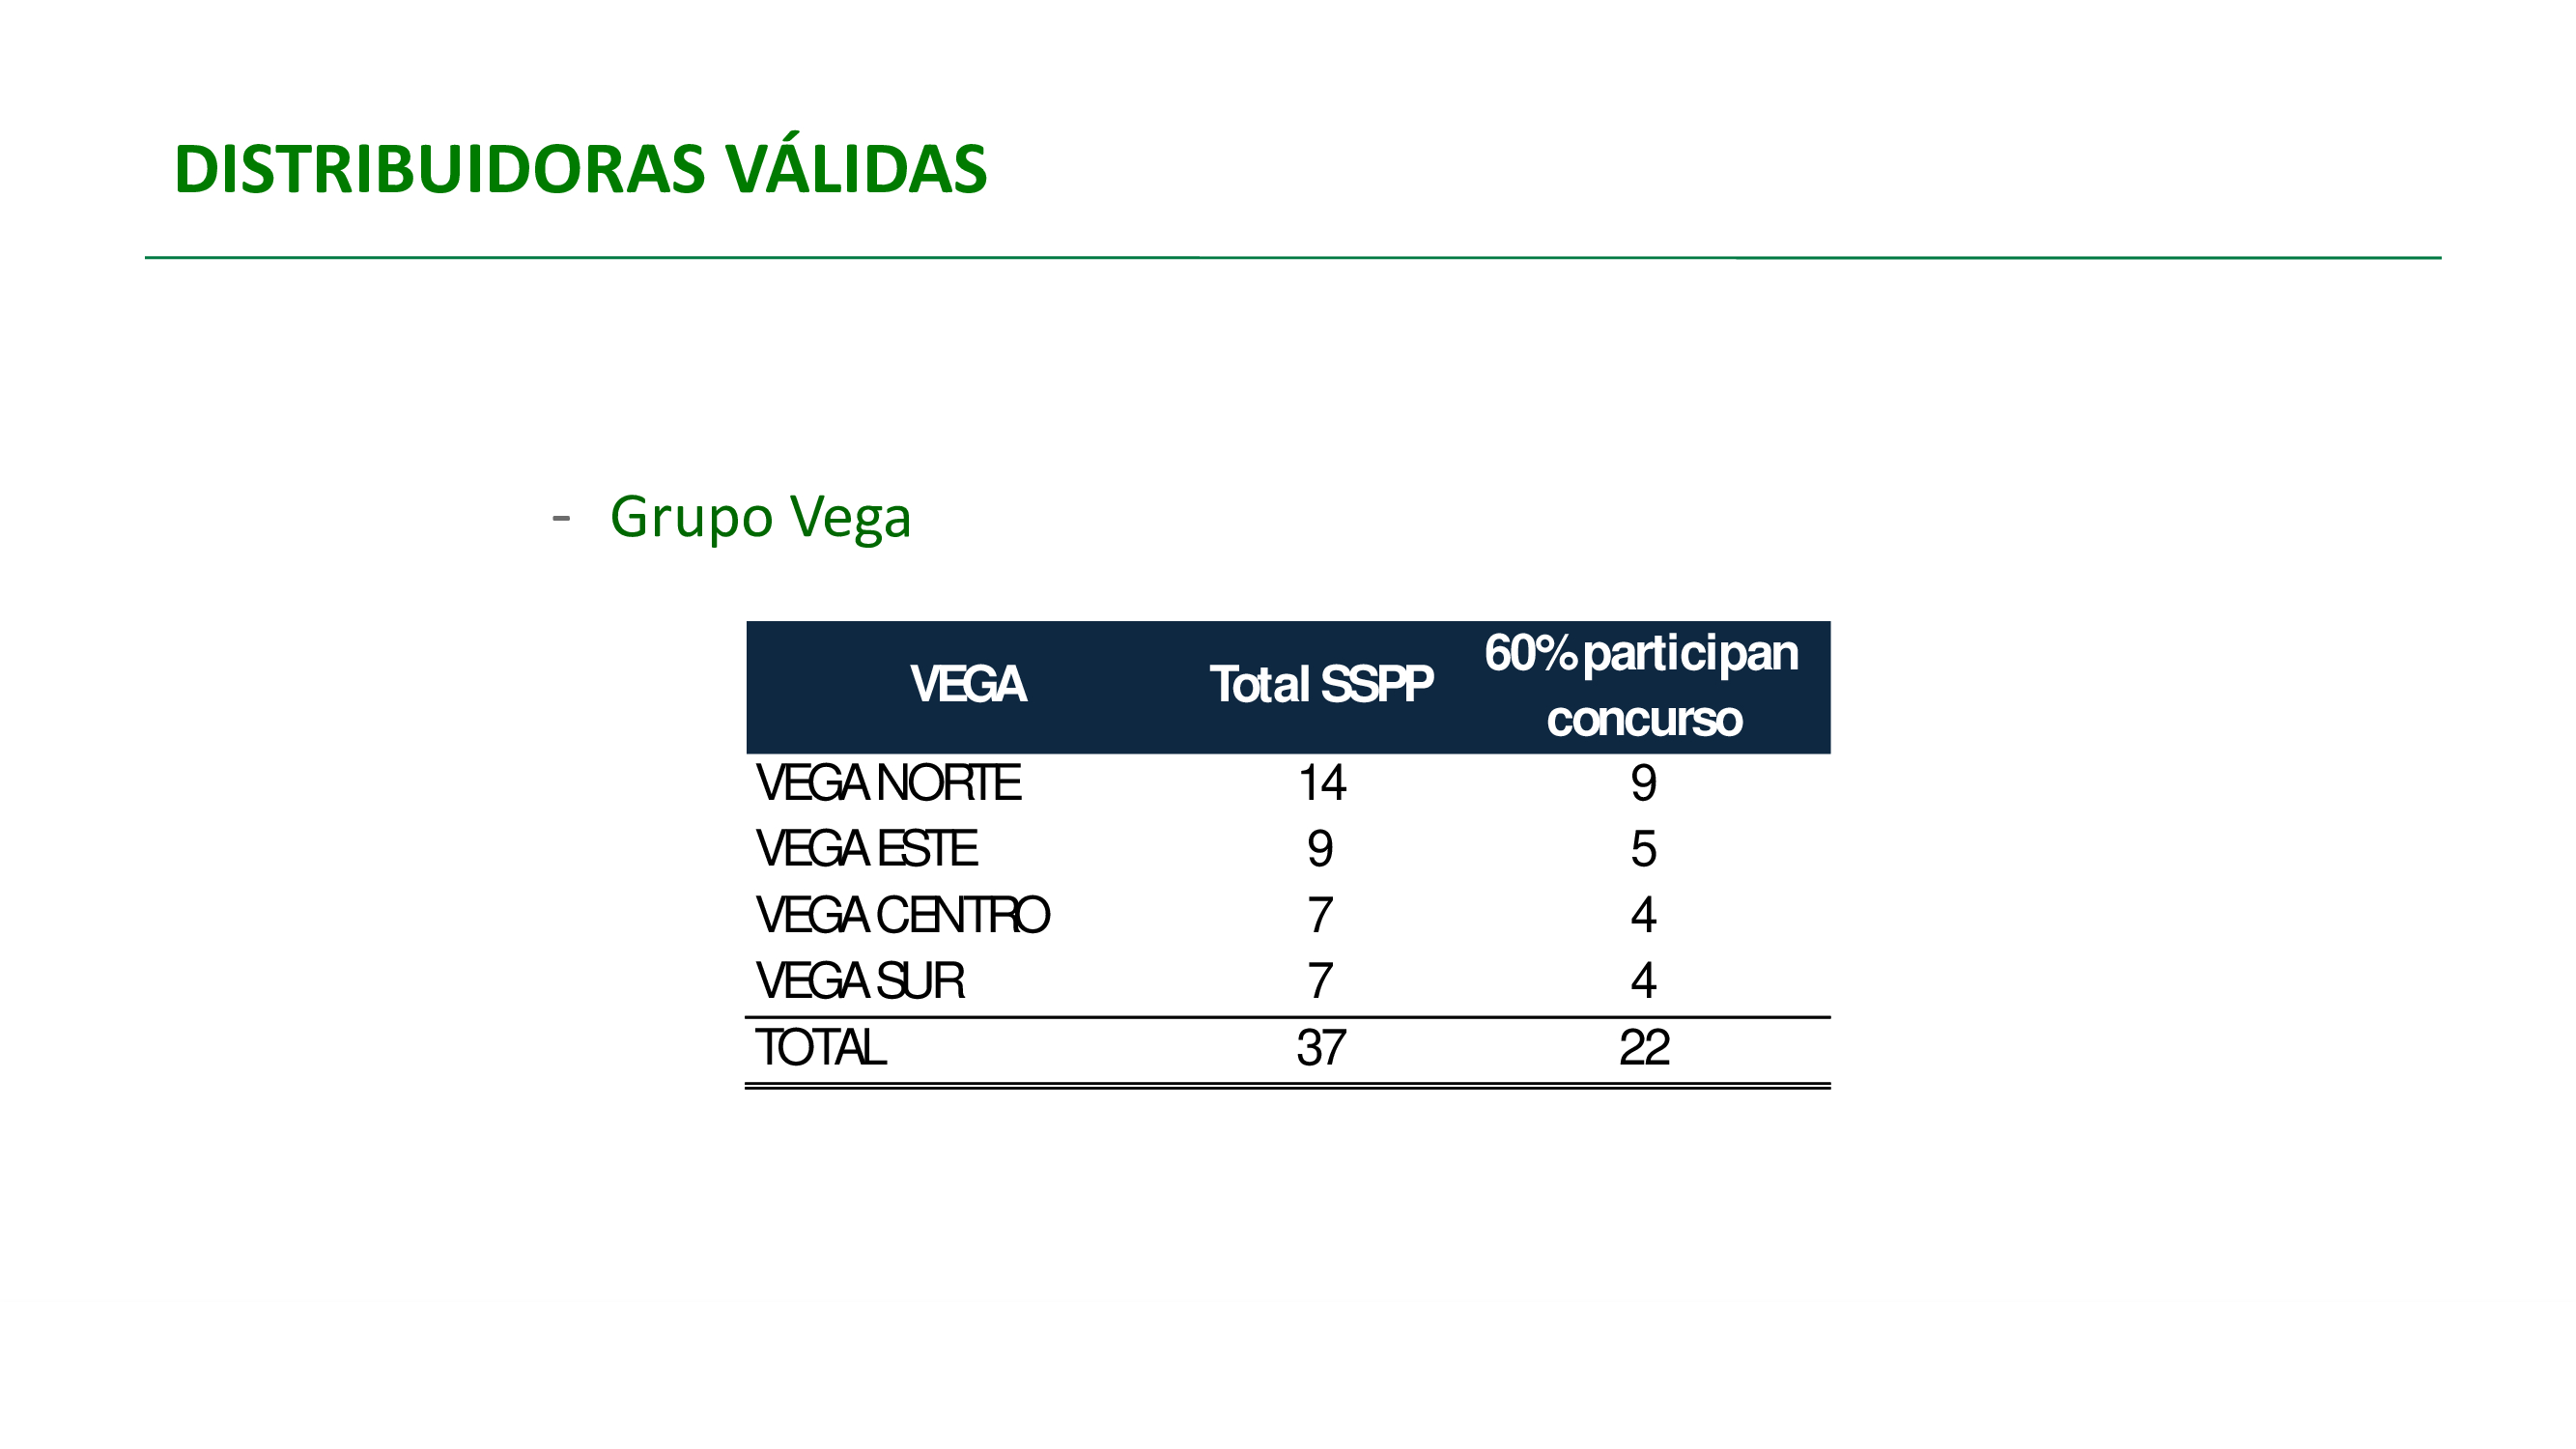 DISTRIBUIDORAS VÁLIDAS
- Grupo Vega
VEGA Total SSPP 60% participan concurso
VEGA NORTE 14 9
VEGA ESTE 9 5
VEGA CENTRO 7 4
VEGA SUR 7 4
TOTAL 37 22